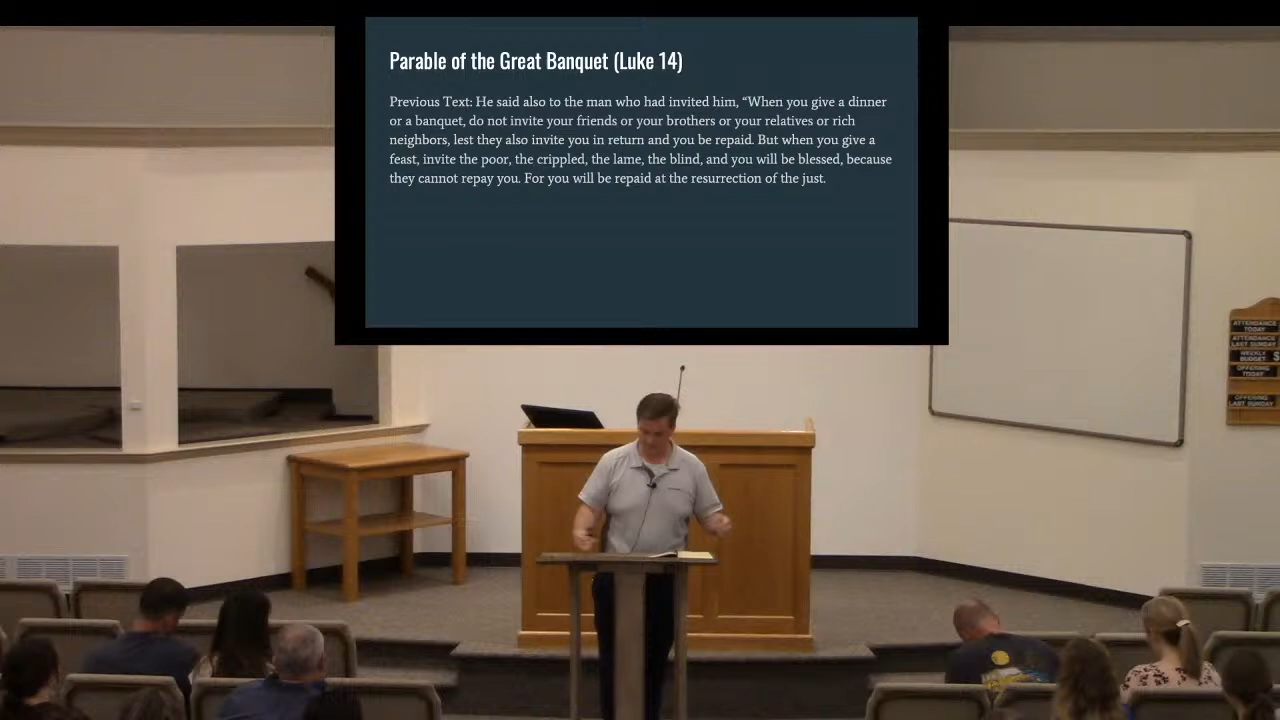 Parable of the Great Banquet (Luke 14)
Previous Text: He said also to the man who had invited him, “When you give a dinner
or a banquet, do not invite your friends or your brothers or your relatives or rich
neighbors, lest they also invite you in return and you be repaid. But when you give a
feast, invite the poor, the crippled, the lame, the blind, and you will be blessed, because
they cannot repay you. For you will be repaid at the resurrection of the just.
ATTENDANCE
TODAY
ATTENDANCE
LAST SUNDAY
WEEKLY
BUDGET $
OFFERING
TODAY
OFFERING
LAST SUNDAY